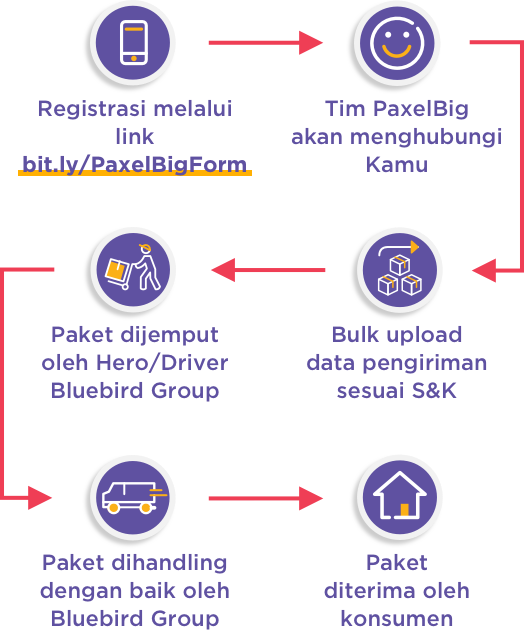 Registrasi melalui
link
bit.ly/PaxelBigForm
Tim PaxelBig
akan menghubungi
Kamu
Bulk upload
data pengiriman
sesuai S&K
Paket dijemput
oleh Hero/Driver
Bluebird Group
Paket dihandling
dengan baik oleh
Bluebird Group
Paket
diterima oleh
konsumen